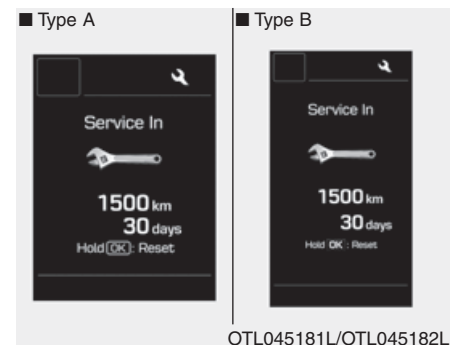 ■ Type A
Service In
1500 km
30 days
Hold OK : Reset
■ Type B
Service In
1500 km
30 days
Hold OK : Reset
OTL045181L/OTL045182L